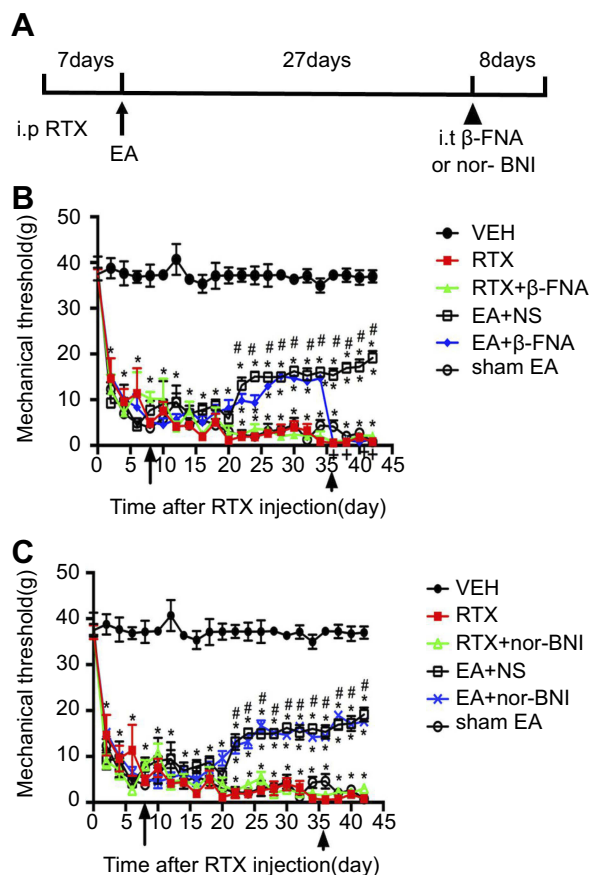 A
7days 27days 8days
i.p RTX
EA
i.t β-FNA
or nor- BNI
B
Mechanical threshold(g)
50
40
30
20
10
0
0 5 10 15 20 25 30 35 40 45
Time after RTX injection(day)
VEH
RTX
RTX+β-FNA
EA+NS
EA+β-FNA
sham EA
C
Mechanical threshold(g)
50
40
30
20
10
0
0 5 10 15 20 25 30 35 40 45
Time after RTX injection(day)
VEH
RTX
RTX+nor-BNI
EA+NS
EA+nor-BNI
sham EA